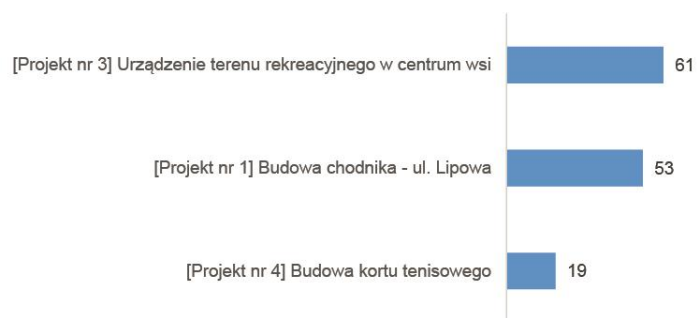 [Projekt nr 3] Urządzenie terenu rekreacyjnego w centrum wsi 61
[Projekt nr 1] Budowa chodnika - ul. Lipowa 53
[Projekt nr 4] Budowa kortu tenisowego 19